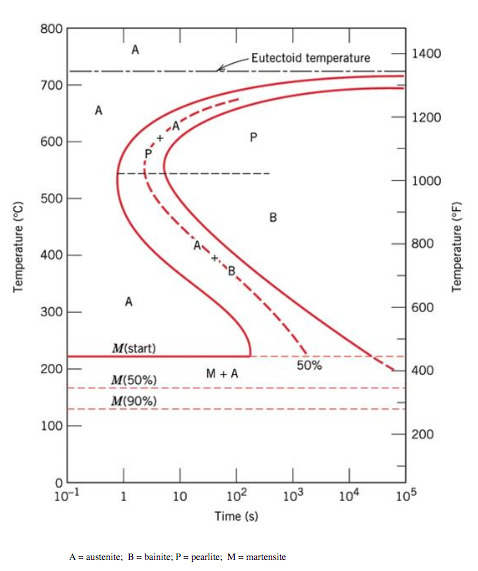 800
A
Eutectoid temperature
1400
700
A
A
1200
+
600
P
P
1000
500
B
A
800
+
400
B
A
600
300
M(start)
50%
200
M + A
400
M(50%)
M(90%)
100
200
0
10⁻¹ 1 10 10² 10³ 10⁴ 10⁵
Time (s)
Temperature (°C)
Temperature (°F)
A = austenite; B = bainite; P = pearlite; M = martensite